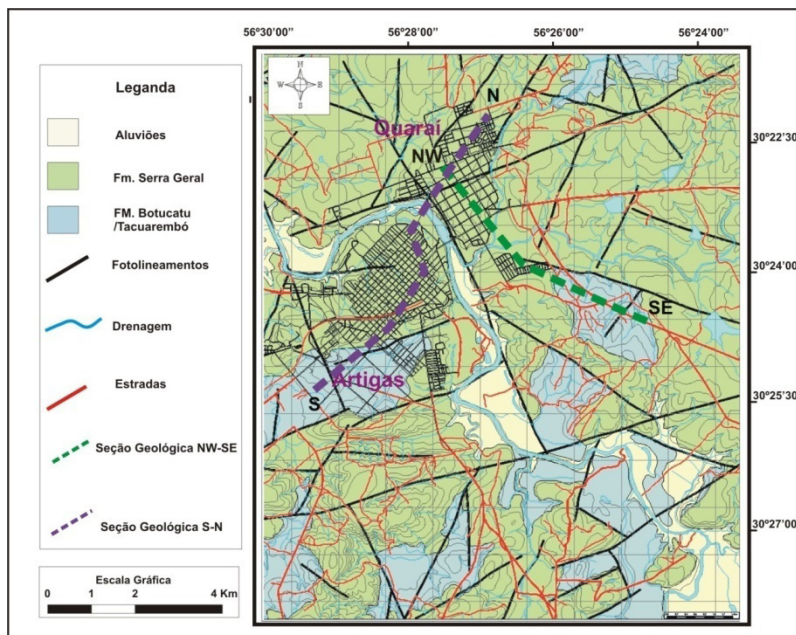 56°30'00''
56°28'00''
56°26'00''
56°24'00''
Leganda
Aluviões
Fm. Serra Geral
FM. Botucatu
/Tacuarembó
Fotolineamentos
Drenagem
Estradas
Seção Geológica NW-SE
Seção Geológica S-N
Escala Gráfica
0 1 2 4 Km
N
W E
S
N
Quaraí
NW
SE
Artigas
S
30°22'30''
30°24'00''
30°25'30''
30°27'00''